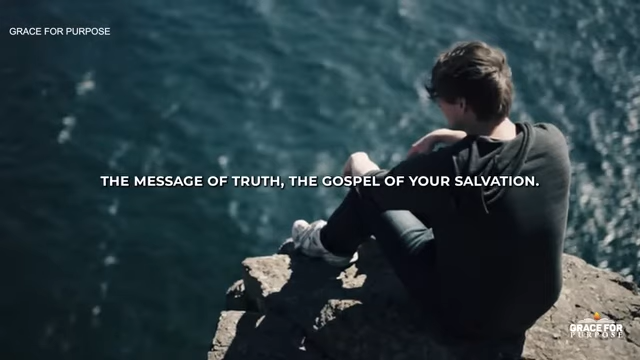 GRACE FOR PURPOSE
THE MESSAGE OF TRUTH, THE GOSPEL OF YOUR SALVATION.
GRACE FOR
PURPOSE